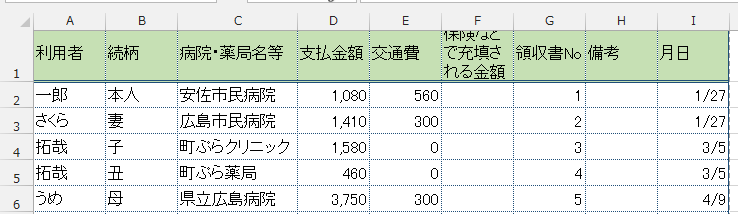 A B C D E F G H I
1 利用者 続柄 病院・薬局名等 支払金額 交通費 保険などで充填される金額 領収書No 備考 月日
2 一郎 本人 安佐市民病院 1,080 560 1 1/27
3 さくら 妻 広島市民病院 1,410 300 2 1/27
4 拓哉 子 町ぷらクリニック 1,580 0 3 3/5
5 拓哉 丑 町ぷら薬局 460 0 4 3/5
6 うめ 母 県立広島病院 3,750 300 5 4/9